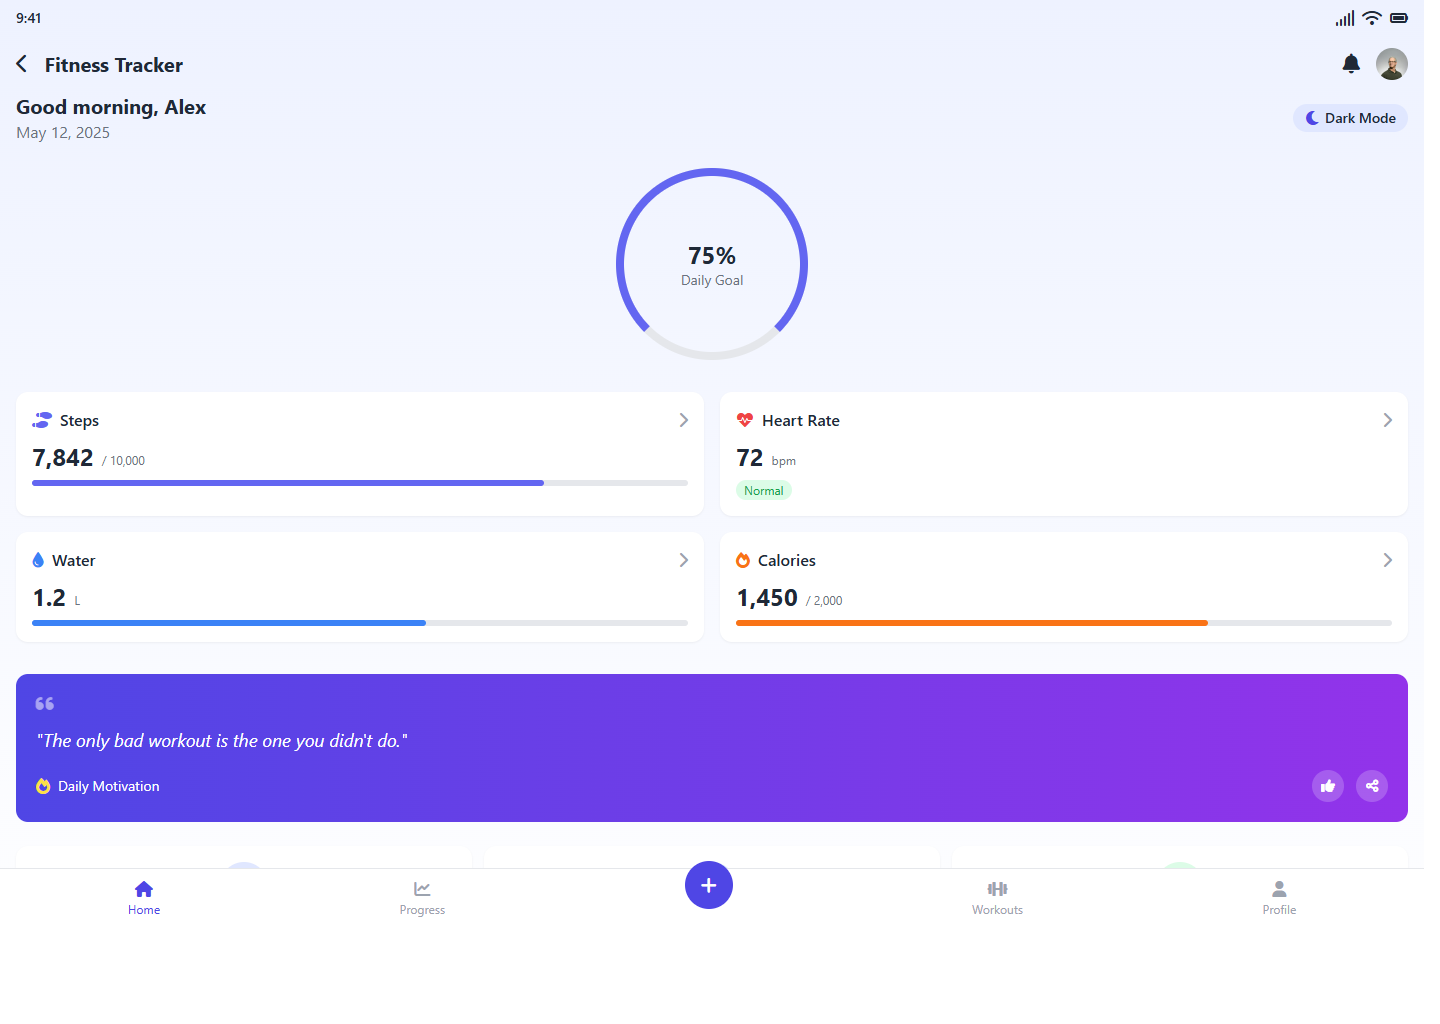 9:41
Fitness Tracker
Good morning, Alex
May 12, 2025
Dark Mode
75%
Daily Goal
Steps
7,842 / 10,000
Heart Rate
72 bpm
Normal
Water
1.2 L
Calories
1,450 / 2,000
"The only bad workout is the one you didn't do."
Daily Motivation
Home
Progress
Workouts
Profile